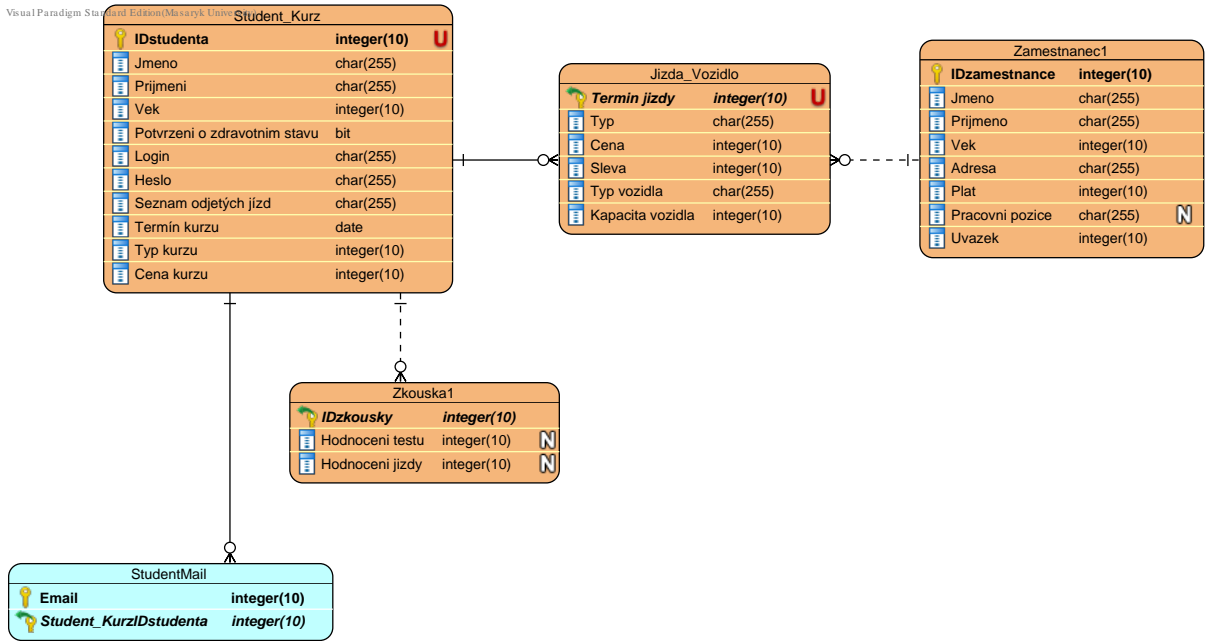 Visual Paradigm Standard Edition(Masaryk University)
Student_Kurz
IDstudenta integer(10) U
Jmeno char(255)
Prijmeni char(255)
Vek integer(10)
Potvrzeni o zdravotnim stavu bit
Login char(255)
Heslo char(255)
Seznam odjetých jízd char(255)
Termín kurzu date
Typ kurzu integer(10)
Cena kurzu integer(10)
Jizda_Vozidlo
Termin jizdy integer(10) U
Typ char(255)
Cena integer(10)
Sleva integer(10)
Typ vozidla char(255)
Kapacita vozidla integer(10)
Zamestnanec1
IDzamestnance integer(10)
Jmeno char(255)
Prijmeno char(255)
Vek integer(10)
Adresa char(255)
Plat integer(10)
Pracovni pozice char(255) N
Uvazek integer(10)
Zkouska1
IDzkousky integer(10)
Hodnoceni testu integer(10) N
Hodnoceni jizdy integer(10) N
StudentMail
Email integer(10)
Student_KurzIDstudenta integer(10)